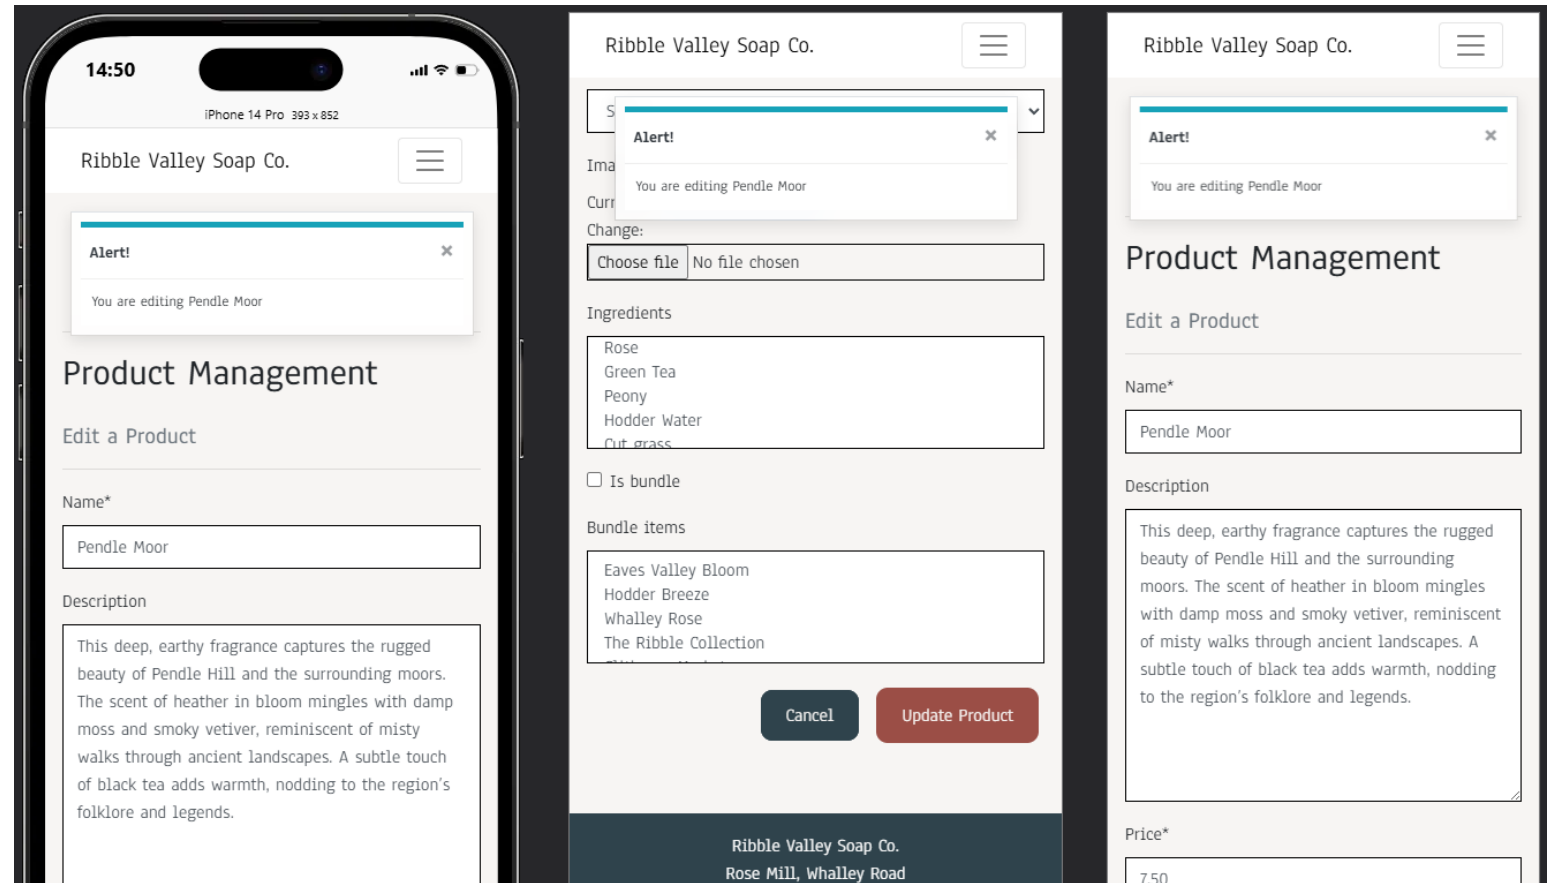 14:50
iPhone 14 Pro 393 x 852
Ribble Valley Soap Co.
Alert!
You are editing Pendle Moor
Product Management
Edit a Product
Name*
Pendle Moor
Description
This deep, earthy fragrance captures the rugged
beauty of Pendle Hill and the surrounding moors.
The scent of heather in bloom mingles with damp
moss and smoky vetiver, reminiscent of misty
walks through ancient landscapes. A subtle touch
of black tea adds warmth, nodding to the region's
folklore and legends.
Ribble Valley Soap Co.
S
Alert!
You are editing Pendle Moor
Ima
Curr
Change:
Choose file No file chosen
Ingredients
Rose
Green Tea
Peony
Hodder Water
Cut grass
Is bundle
Bundle items
Eaves Valley Bloom
Hodder Breeze
Whalley Rose
The Ribble Collection
Cancel
Update Product
Ribble Valley Soap Co.
Rose Mill, Whalley Road
Ribble Valley Soap Co.
Alert!
You are editing Pendle Moor
Product Management
Edit a Product
Name*
Pendle Moor
Description
This deep, earthy fragrance captures the rugged
beauty of Pendle Hill and the surrounding
moors. The scent of heather in bloom mingles
with damp moss and smoky vetiver, reminiscent
of misty walks through ancient landscapes. A
subtle touch of black tea adds warmth, nodding
to the region's folklore and legends.
Price*
7.50